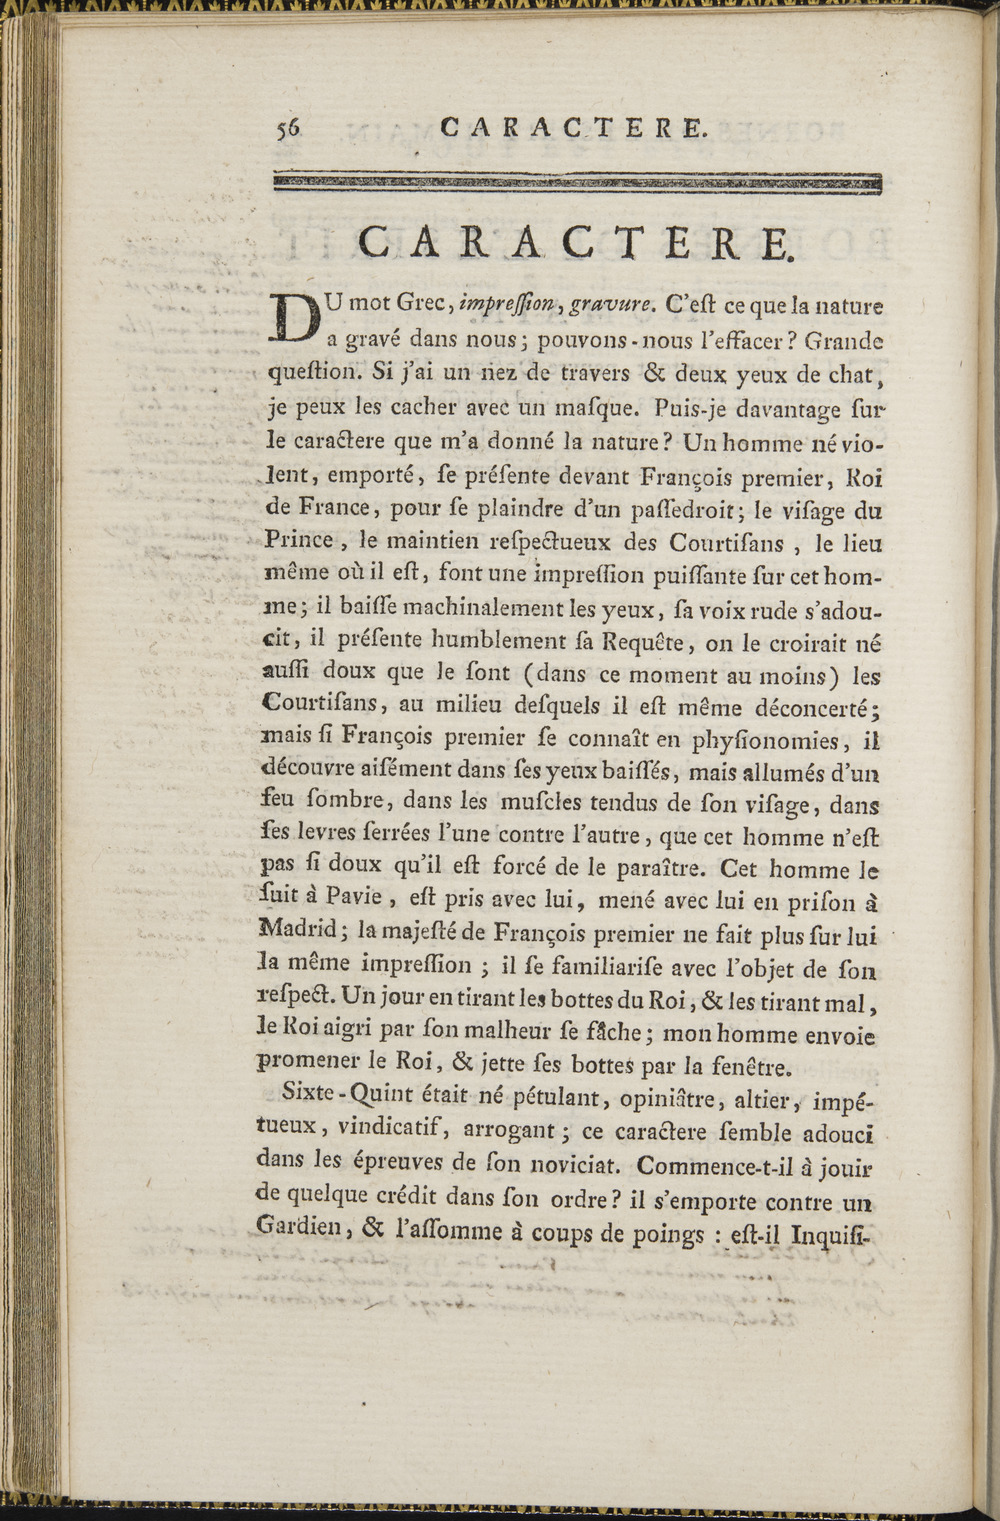 56 CARACTERE.
CARACTERE.
DU mot Grec, impreſſion, gravure. C'eſt ce que la nature
a gravé dans nous; pouvons-nous l'effacer? Grande
queſtion. Si j'ai un nez de travers & deux yeux de chat,
je peux les cacher avec un maſque. Puis-je davantage ſur
le caractere que m'a donné la nature? Un homme né vio-
lent, emporté, ſe préſente devant François premier, Roi
de France, pour ſe plaindre d'un paſſedroit; le viſage du
Prince, le maintien reſpectueux des Courtiſans, le lieu
même où il eſt, font une impreſſion puiſſante ſur cet hom-
me; il baiſſe machinalement les yeux, ſa voix rude s'adou-
cit, il préſente humblement ſa Requête, on le croirait né
auſſi doux que le ſont (dans ce moment au moins) les
Courtiſans, au milieu deſquels il eſt même déconcerté;
mais ſi François premier ſe connaît en phyſionomies, il
découvre aiſément dans ſes yeux baiſſés, mais allumés d'un
feu ſombre, dans les muſcles tendus de ſon viſage, dans
ſes levres ſerrées l'une contre l'autre, que cet homme n'eſt
pas ſi doux qu'il eſt forcé de le paraître. Cet homme le
ſuit à Pavie, eſt pris avec lui, mené avec lui en priſon à
Madrid; la majeſté de François premier ne fait plus ſur lui
la même impreſſion; il ſe familiariſe avec l'objet de ſon
reſpect. Un jour en tirant les bottes du Roi, & les tirant mal,
le Roi aigri par ſon malheur ſe fâche; mon homme envoie
promener le Roi, & jette ſes bottes par la fenêtre.
Sixte-Quint était né pétulant, opiniâtre, altier, impé-
tueux, vindicatif, arrogant; ce caractere ſemble adouci
dans les épreuves de ſon noviciat. Commence-t-il à jouir
de quelque crédit dans ſon ordre? il s'emporte contre un
Gardien, & l'aſſomme à coups de poings : eſt-il Inquiſi-